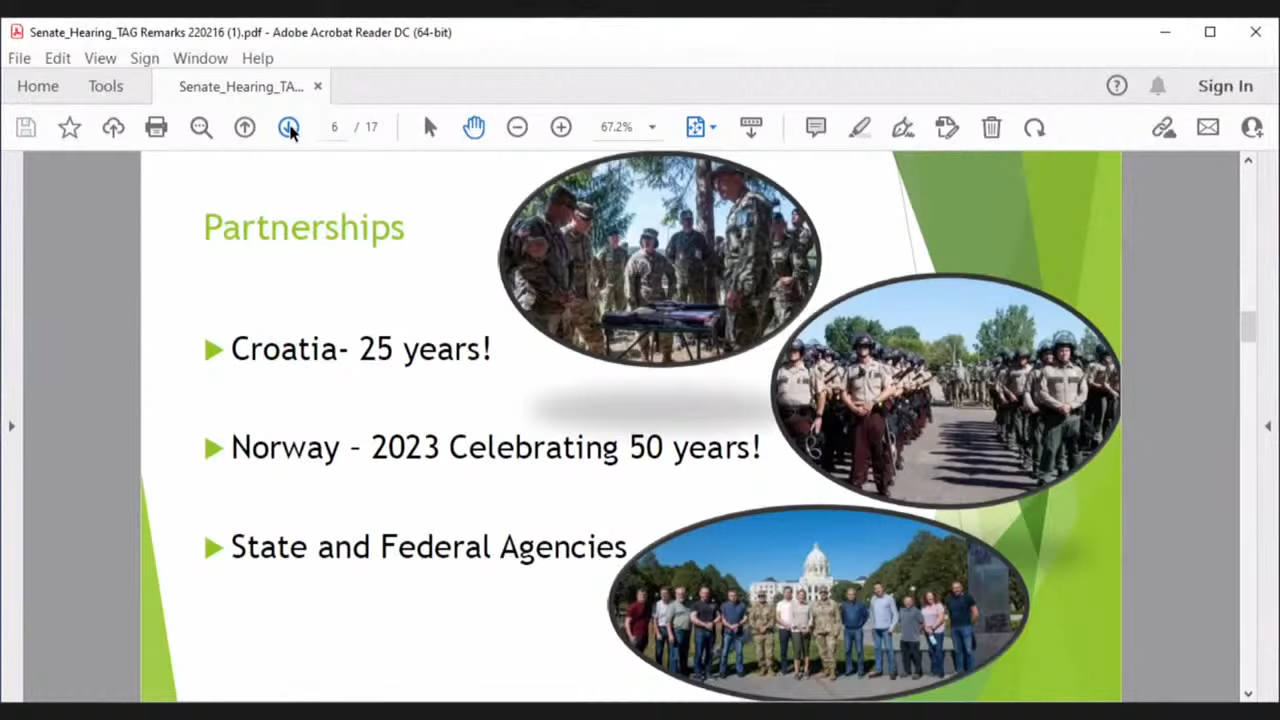 Senate_Hearing_TAG Remarks 220216 (1).pdf - Adobe Acrobat Reader DC (64-bit)
File Edit View Sign Window Help
Home Tools Senate_Hearing_TA... Sign In
6 / 17 67.2%
Partnerships
Croatia- 25 years!
Norway – 2023 Celebrating 50 years!
State and Federal Agencies